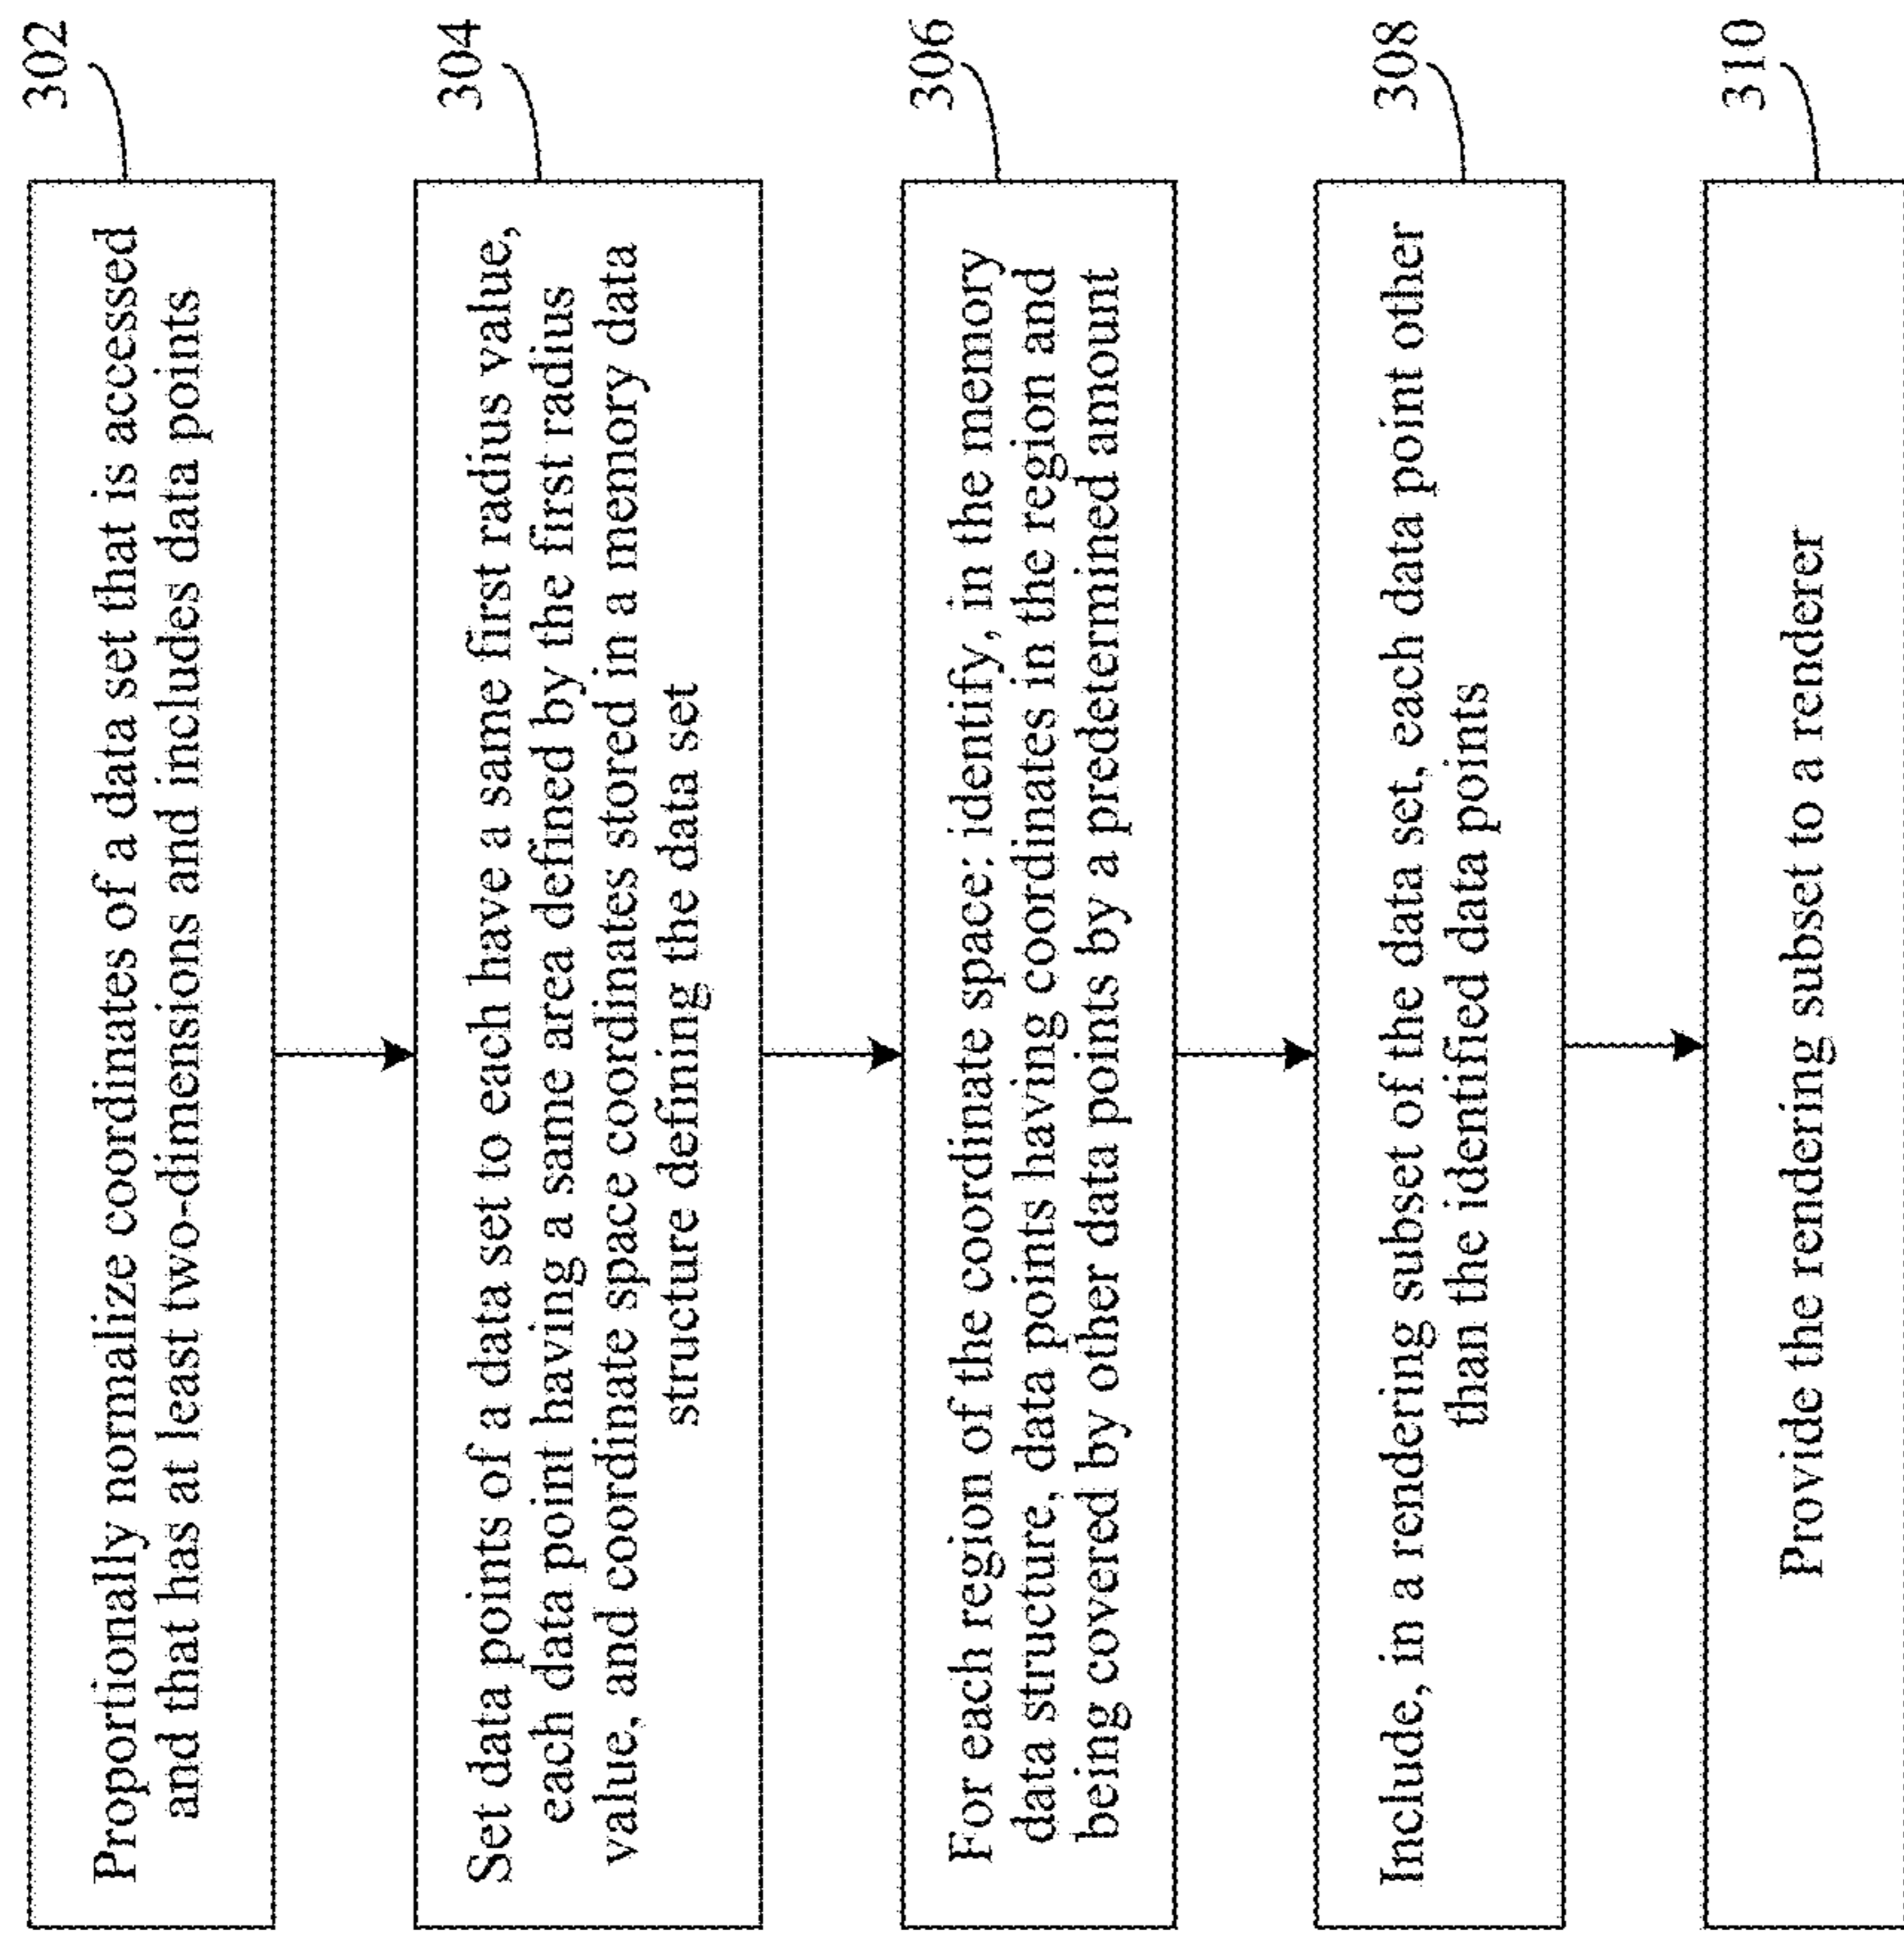 302
Proportionally normalize coordinates of a data set that is accessed
and that has at least two-dimensions and includes data points
304
Set data points of a data set to each have a same first radius value,
each data point having a same area defined by the first radius
value, and coordinate space coordinates stored in a memory data
structure defining the data set
306
For each region of the coordinate space: identify, in the memory
data structure, data points having coordinates in the region and
being covered by other data points by a predetermined amount
308
Include, in a rendering subset of the data set, each data point other
than the identified data points
310
Provide the rendering subset to a renderer